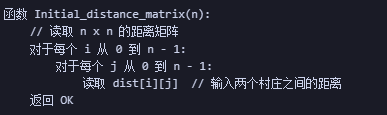 函数 Initial_distance_matrix(n):
    // 读取 n x n 的距离矩阵
    对于每个 i 从 0 到 n - 1:
        对于每个 j 从 0 到 n - 1:
            读取 dist[i][j]  // 输入两个村庄之间的距离
    返回 OK